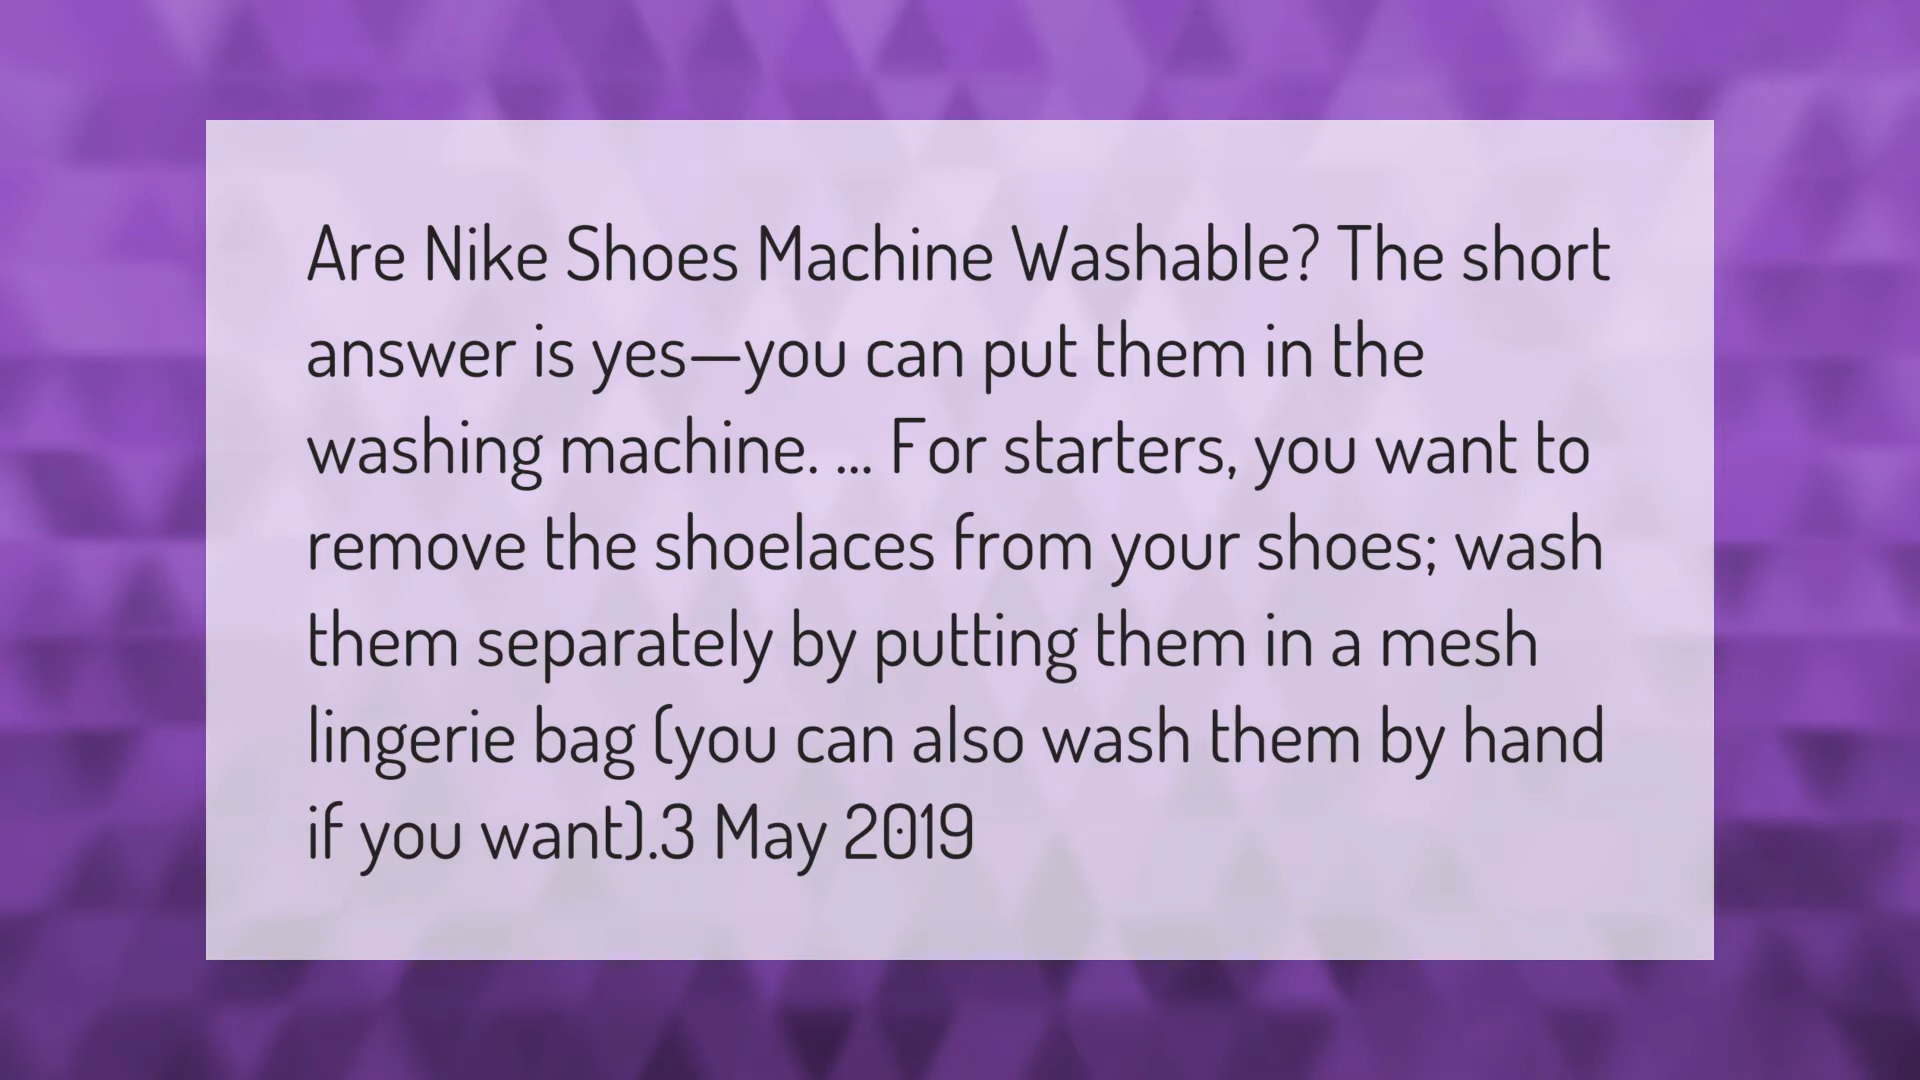 Are Nike Shoes Machine Washable? The short
answer is yes—you can put them in the
washing machine. ... For starters, you want to
remove the shoelaces from your shoes; wash
them separately by putting them in a mesh
lingerie bag (you can also wash them by hand
if you want).3 May 2019